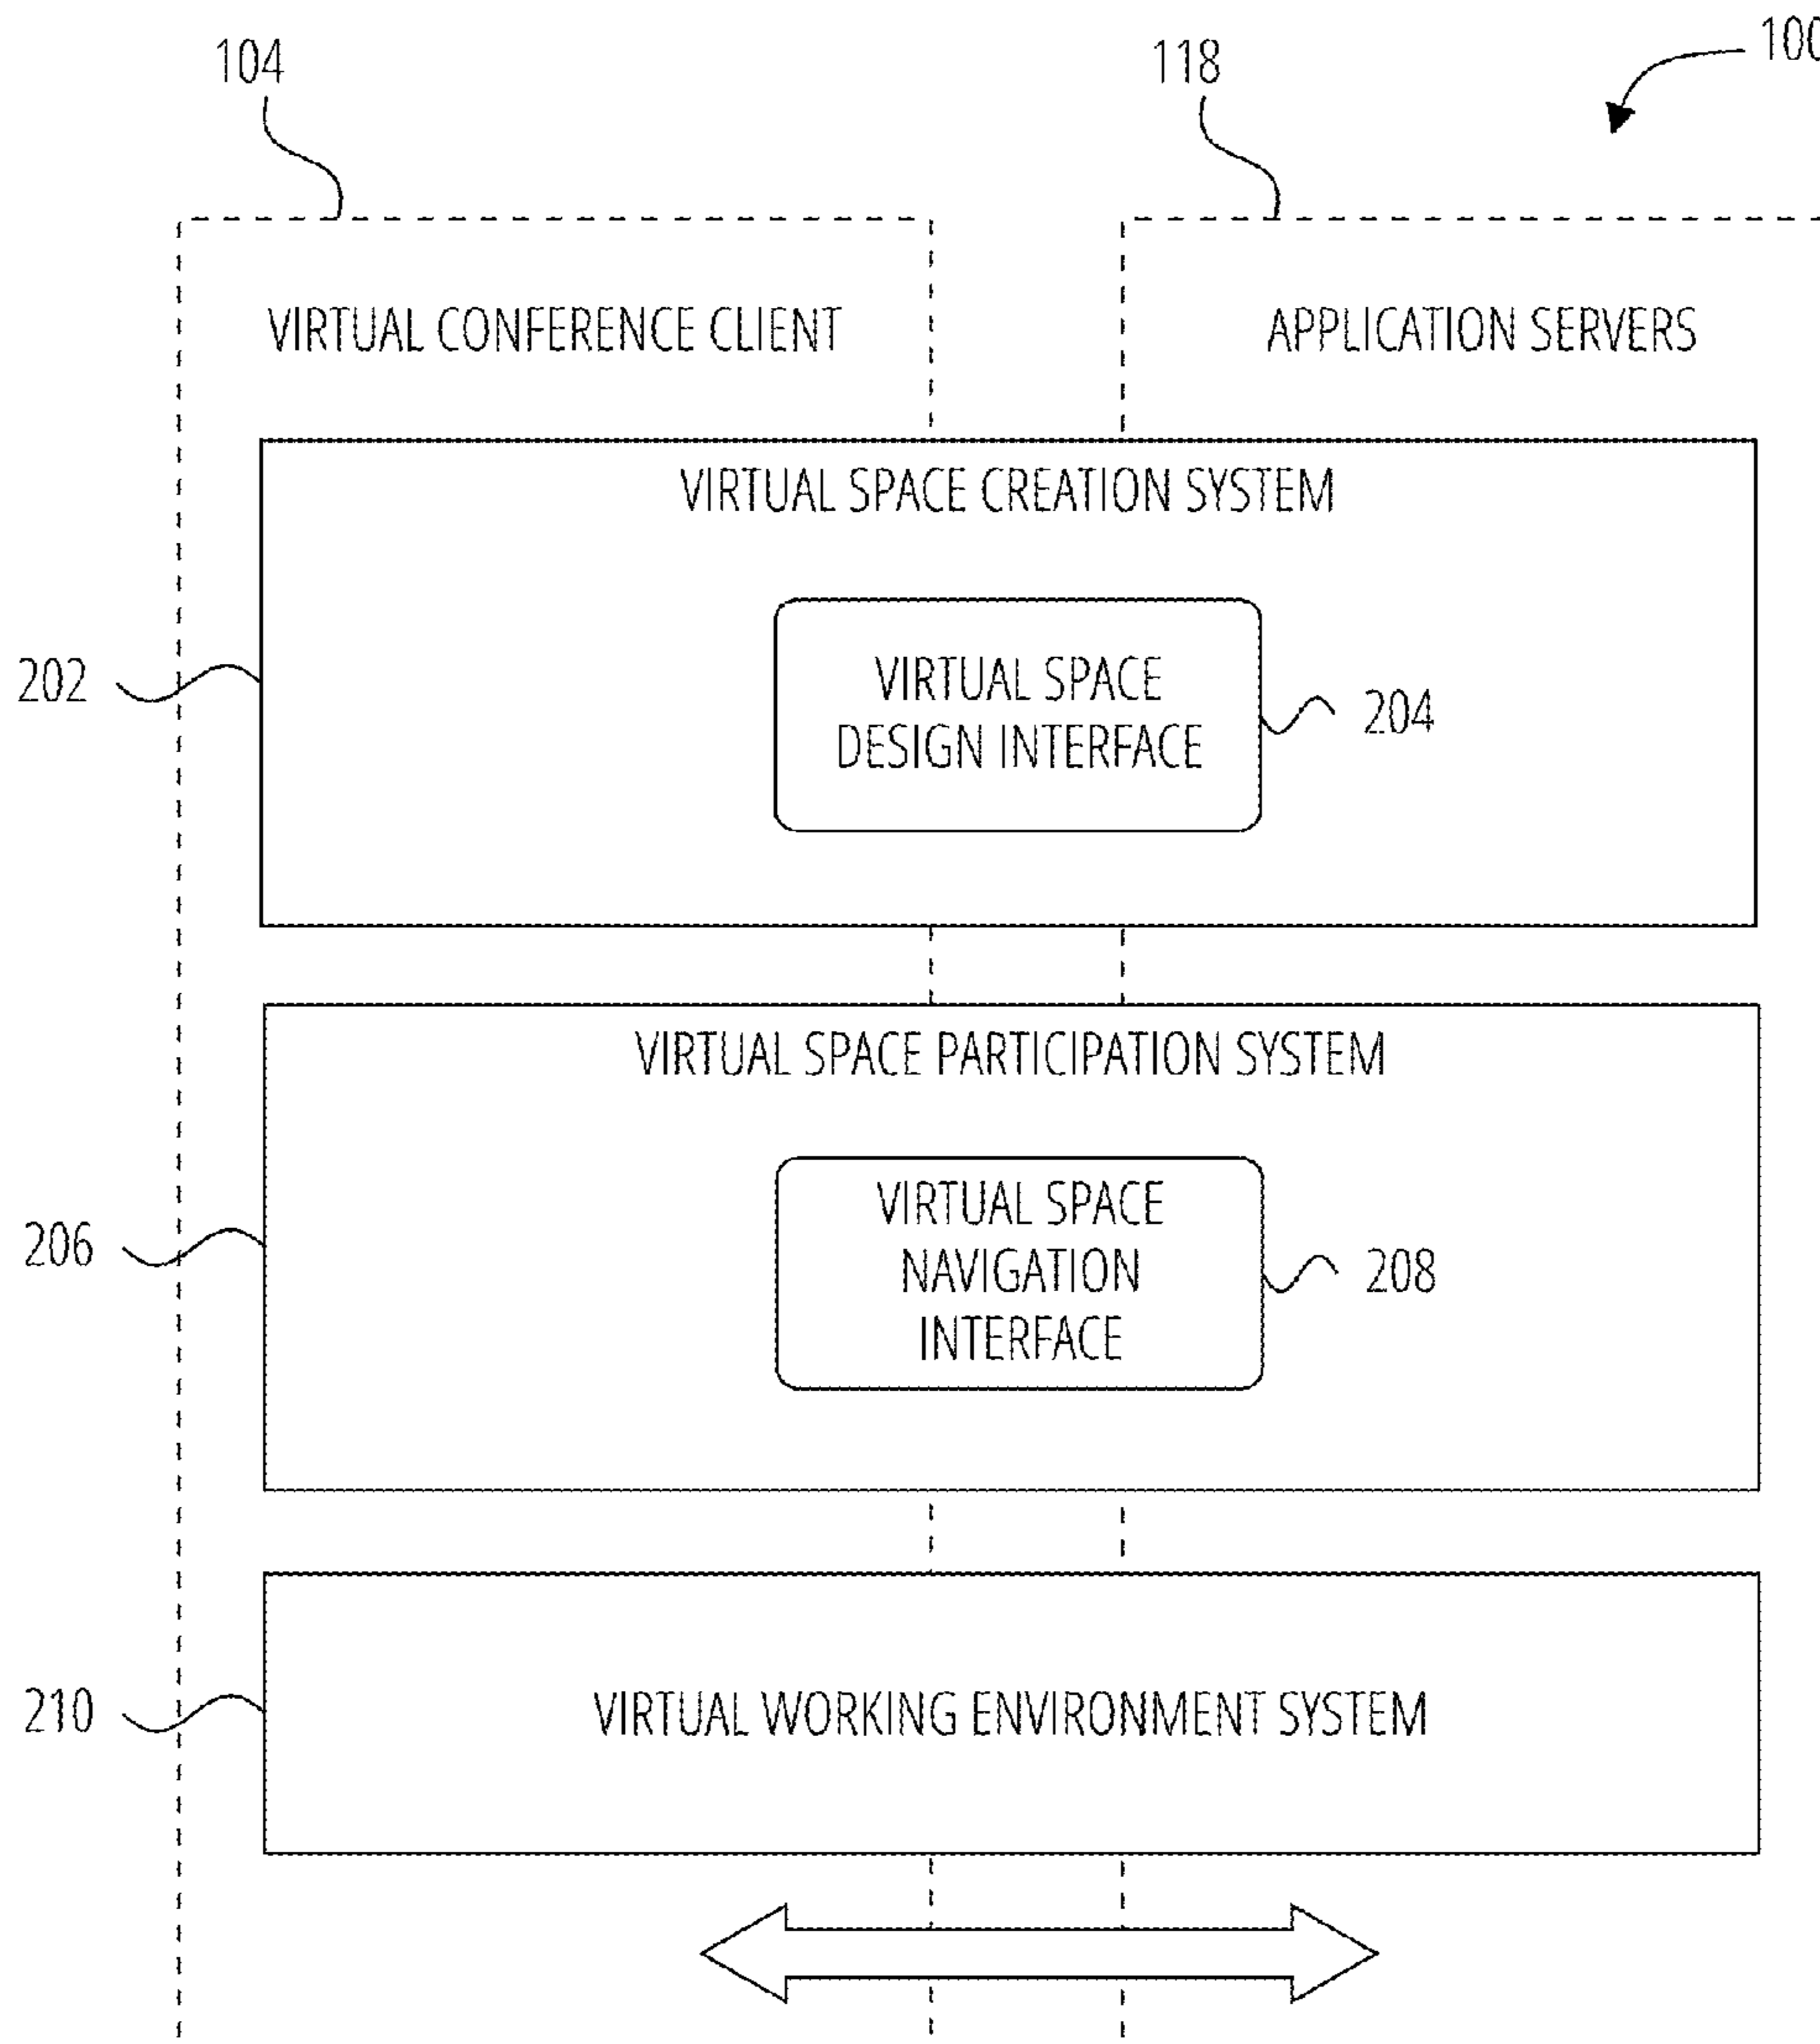 104
118
100
VIRTUAL CONFERENCE CLIENT
APPLICATION SERVERS
VIRTUAL SPACE CREATION SYSTEM
202
VIRTUAL SPACE
DESIGN INTERFACE
204
VIRTUAL SPACE PARTICIPATION SYSTEM
206
VIRTUAL SPACE
NAVIGATION
INTERFACE
208
210
VIRTUAL WORKING ENVIRONMENT SYSTEM